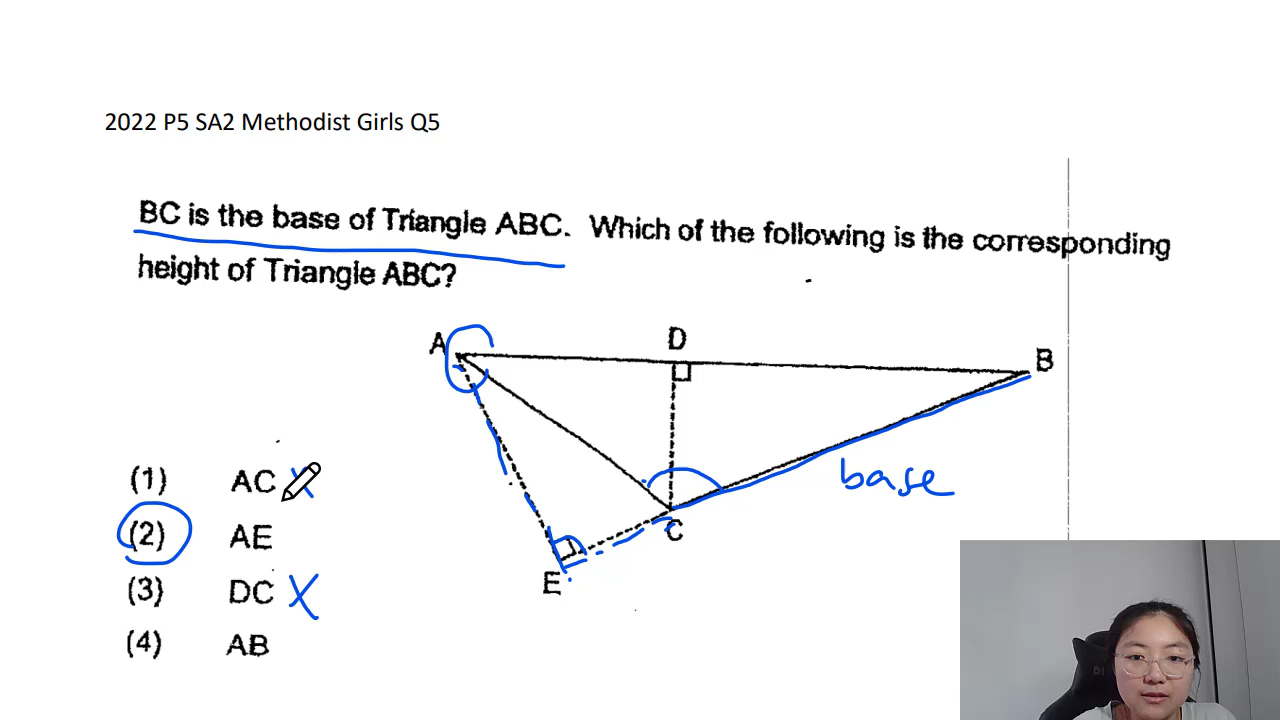 2022 P5 SA2 Methodist Girls Q5
BC is the base of Triangle ABC. Which of the following is the corresponding
height of Triangle ABC?
A
D
B
base
C
E
(1) AC
(2) AE
(3) DC
(4) AB